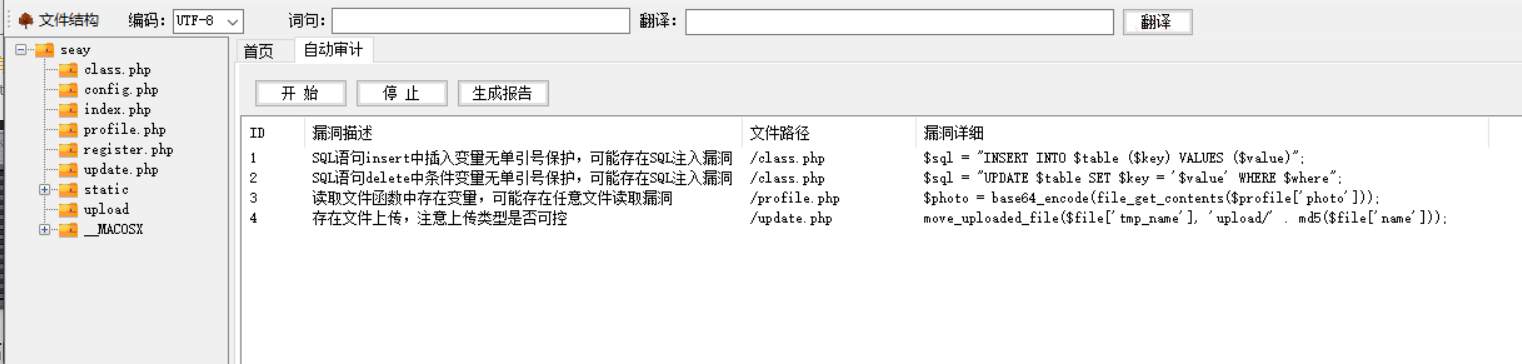 文件结构 编码: UTF-8 词句: 翻译: 翻译
seay
class.php
config.php
index.php
profile.php
register.php
update.php
static
upload
__MACOSX
首页 自动审计
开 始 停 止 生成报告
ID 漏洞描述 文件路径 漏洞详细
1 SQL语句insert中插入变量无单引号保护，可能存在SQL注入漏洞 /class.php $sql = "INSERT INTO $table ($key) VALUES ($value)";
2 SQL语句delete中条件变量无单引号保护，可能存在SQL注入漏洞 /class.php $sql = "UPDATE $table SET $key = '$value' WHERE $where";
3 读取文件函数中存在变量，可能存在任意文件读取漏洞 /profile.php $photo = base64_encode(file_get_contents($profile['photo']));
4 存在文件上传，注意上传类型是否可控 /update.php move_uploaded_file($file['tmp_name'], 'upload/' . md5($file['name']));